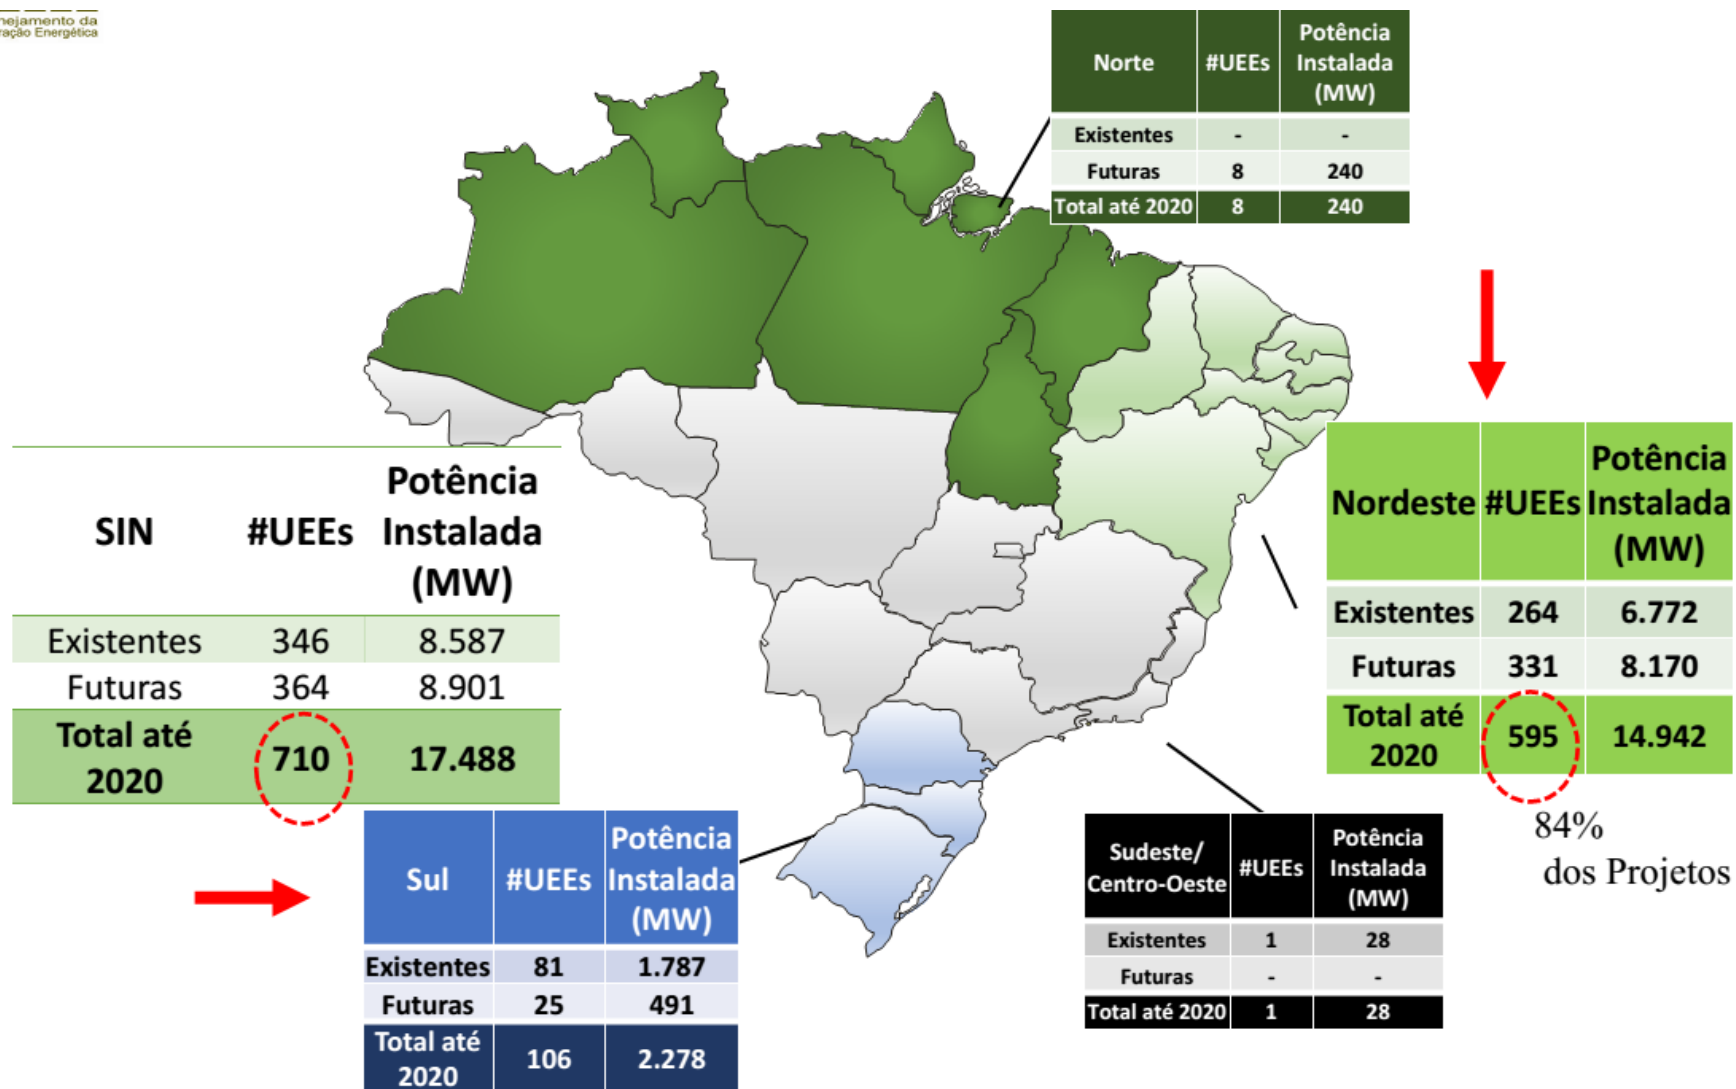 nejamento da
ração Energética
Norte #UEEs Potência
Instalada
(MW)
Existentes - -
Futuras 8 240
Total até 2020 8 240
SIN #UEEs Potência
Instalada
(MW)
Existentes 346 8.587
Futuras 364 8.901
Total até
2020 710 17.488
Nordeste #UEEs Potência
Instalada
(MW)
Existentes 264 6.772
Futuras 331 8.170
Total até
2020 595 14.942
84%
dos Projetos
Sul #UEEs Potência
Instalada
(MW)
Existentes 81 1.787
Futuras 25 491
Total até
2020 106 2.278
Sudeste/
Centro-Oeste #UEEs Potência
Instalada
(MW)
Existentes 1 28
Futuras - -
Total até 2020 1 28